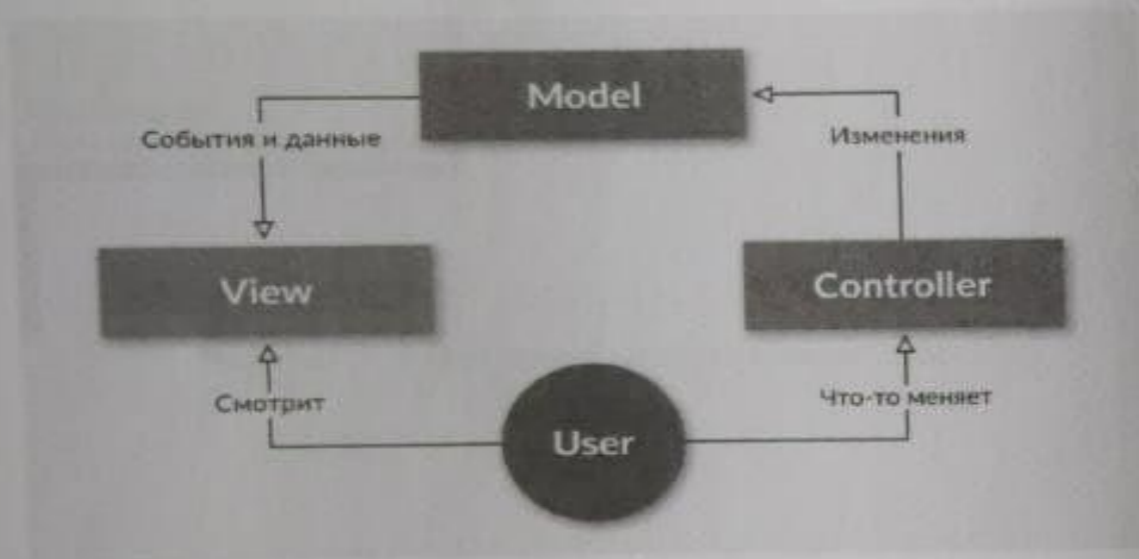 Model
События и данные
Изменения
View
Controller
Смотрит
Что-то меняет
User